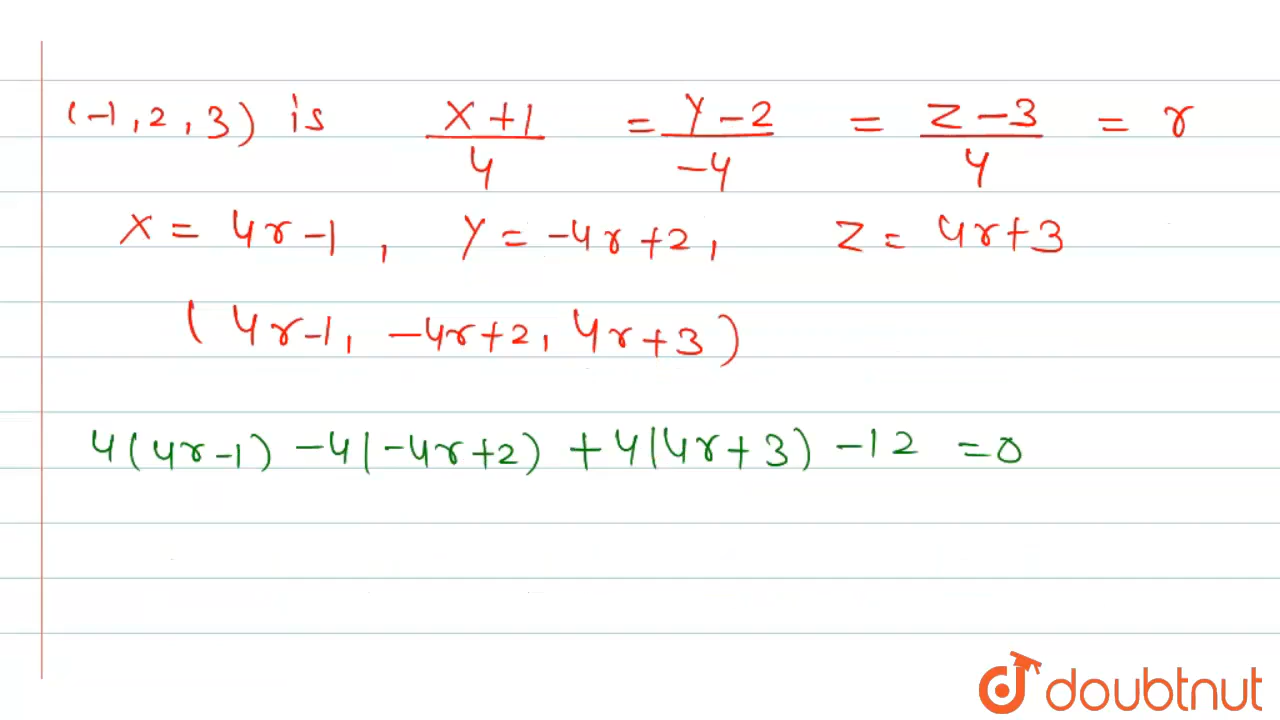 (-1, 2, 3) is x+1/4 = y-2/-4 = z-3/4 = r
x = 4r-1, y = -4r+2, z = 4r+3
(4r-1, -4r+2, 4r+3)
4(4r-1) -4(-4r+2) +4(4r+3) -12 = 0
doubtnut